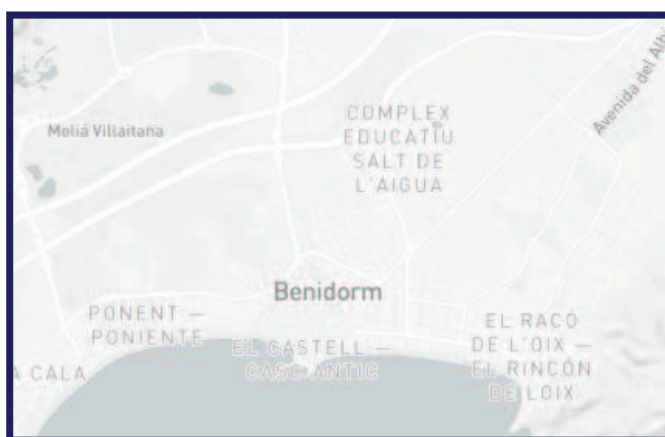 COMPLEX
EDUCATIU
SALT DE
L'AIGUA
Avenida del Alb
Meliá Villaitana
Benidorm
PONENT —
PONIENTE
EL CASTELL —
CASC ANTIC
EL RACÓ
DE L'OIX —
EL RINCÓN
DE LOIX
A CALA